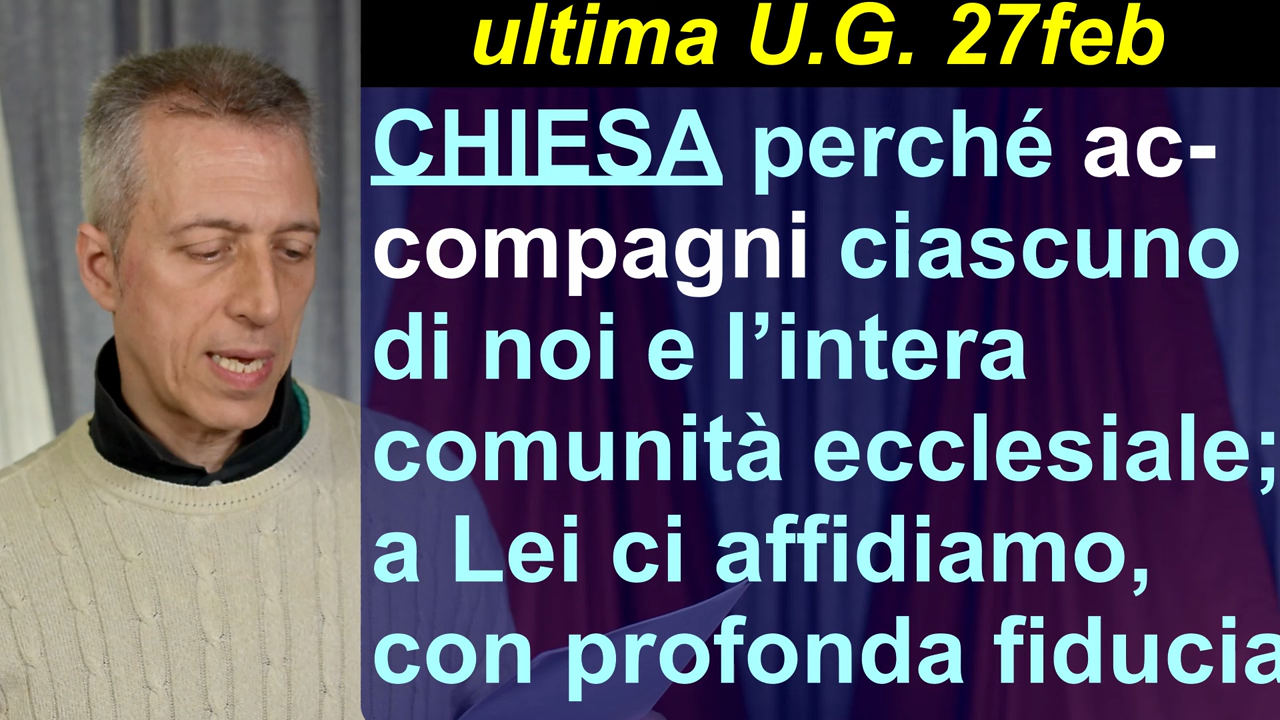 ultima U.G. 27feb
CHIESA perché ac-
compagni ciascuno
di noi e l’intera
comunità ecclesiale;
a Lei ci affidiamo,
con profonda fiducia